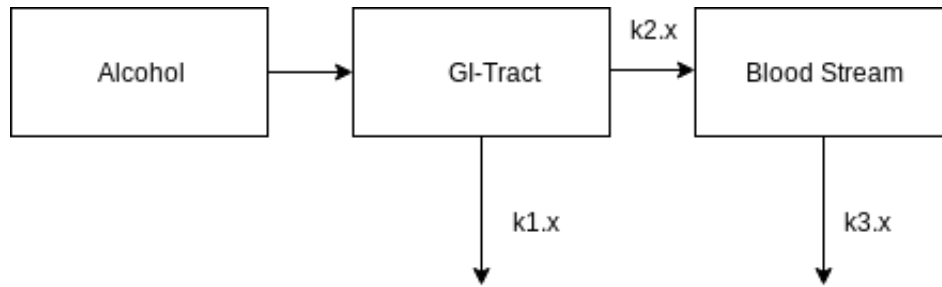 k2.x
Alcohol
GI-Tract
Blood Stream
k1.x
k3.x